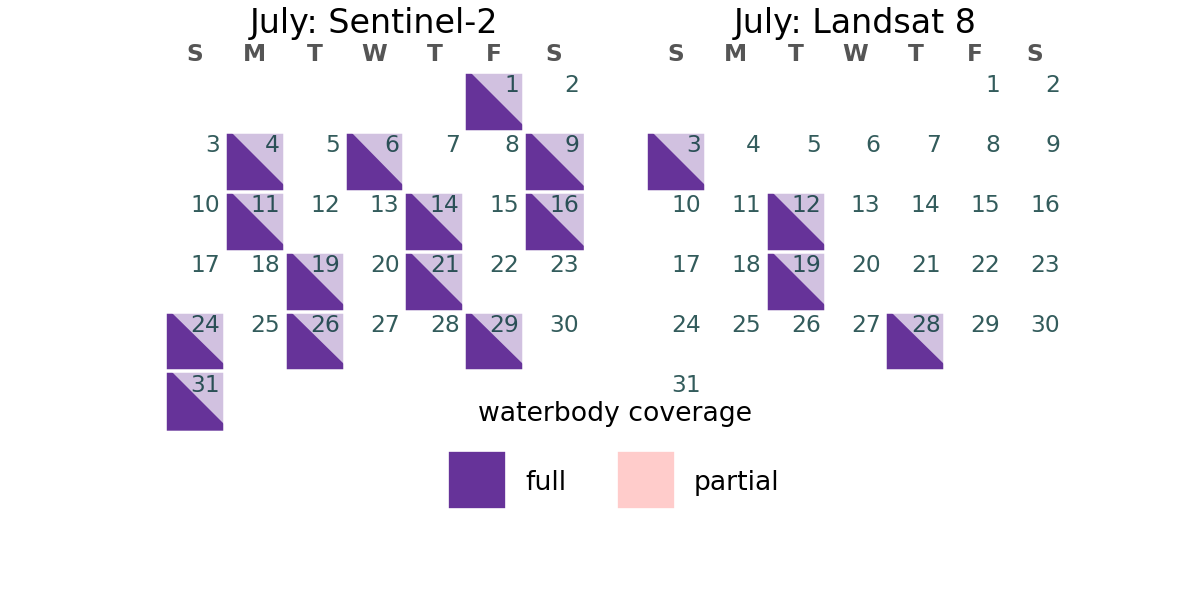 July: Sentinel-2
S M T W T F S
1 2
3 4 5 6 7 8 9
10 11 12 13 14 15 16
17 18 19 20 21 22 23
24 25 26 27 28 29 30
31
July: Landsat 8
S M T W T F S
1 2
3 4 5 6 7 8 9
10 11 12 13 14 15 16
17 18 19 20 21 22 23
24 25 26 27 28 29 30
31
waterbody coverage
full partial